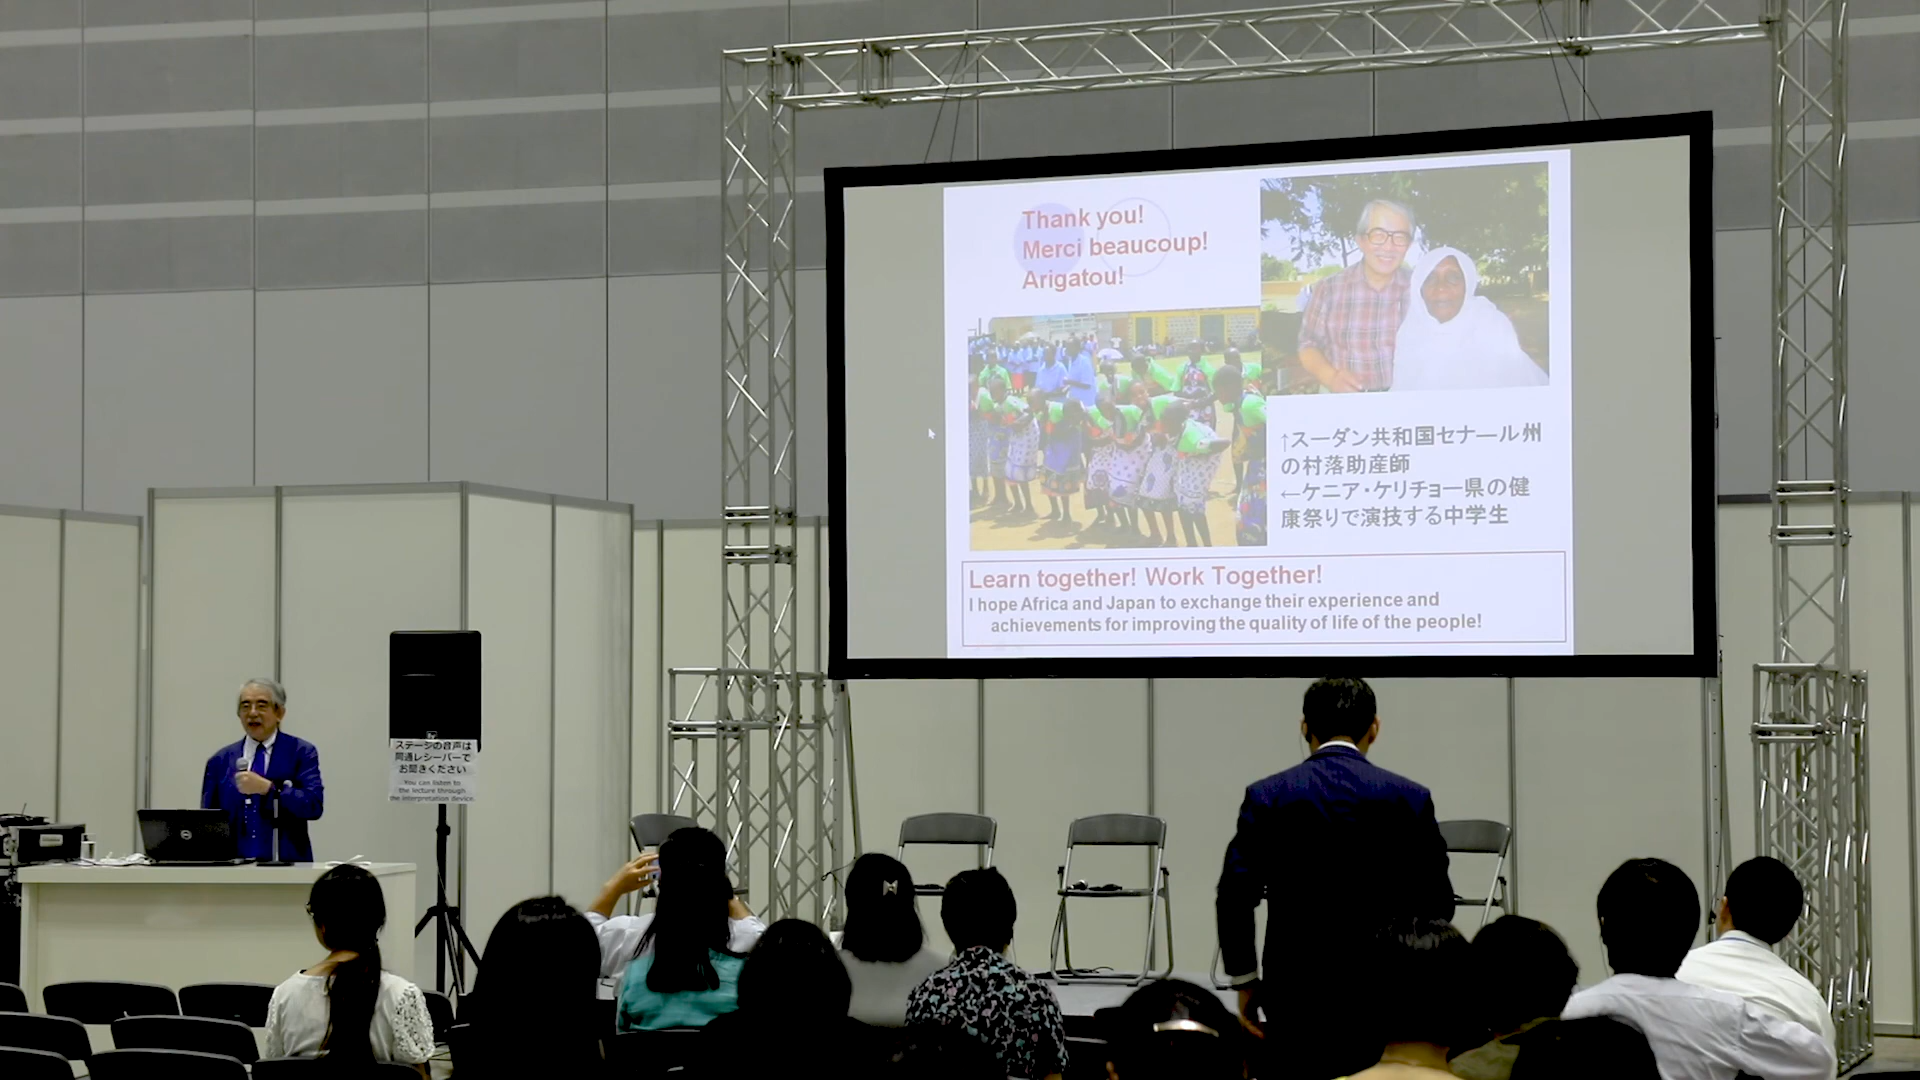 Thank you!
Merci beaucoup!
Arigatou!
↑スーダン共和国セナール州
の村落助産師
←ケニア・ケリチョー県の健
康祭りで演技する中学生
Learn together! Work Together!
I hope Africa and Japan to exchange their experience and
achievements for improving the quality of life of the people!
ステージの音声は
同通レシーバーで
お聞きください
You can listen to
the lecture through
the interpretation device
DELL